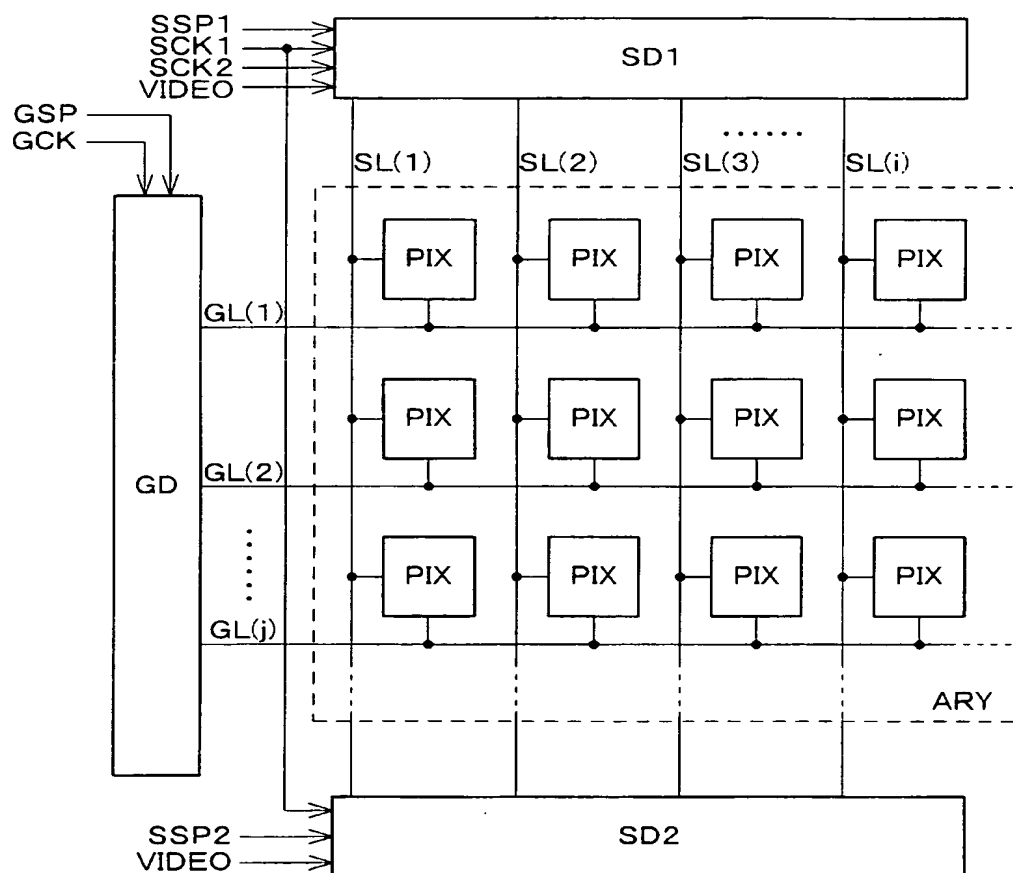 SSP1
SCK1
SCK2
VIDEO
SD1
GSP
GCK
SL(1) SL(2) SL(3) SL(i)
PIX PIX PIX PIX
GL(1)
PIX PIX PIX PIX
GL(2)
GD
PIX PIX PIX PIX
GL(j)
ARY
SSP2
VIDEO
SD2